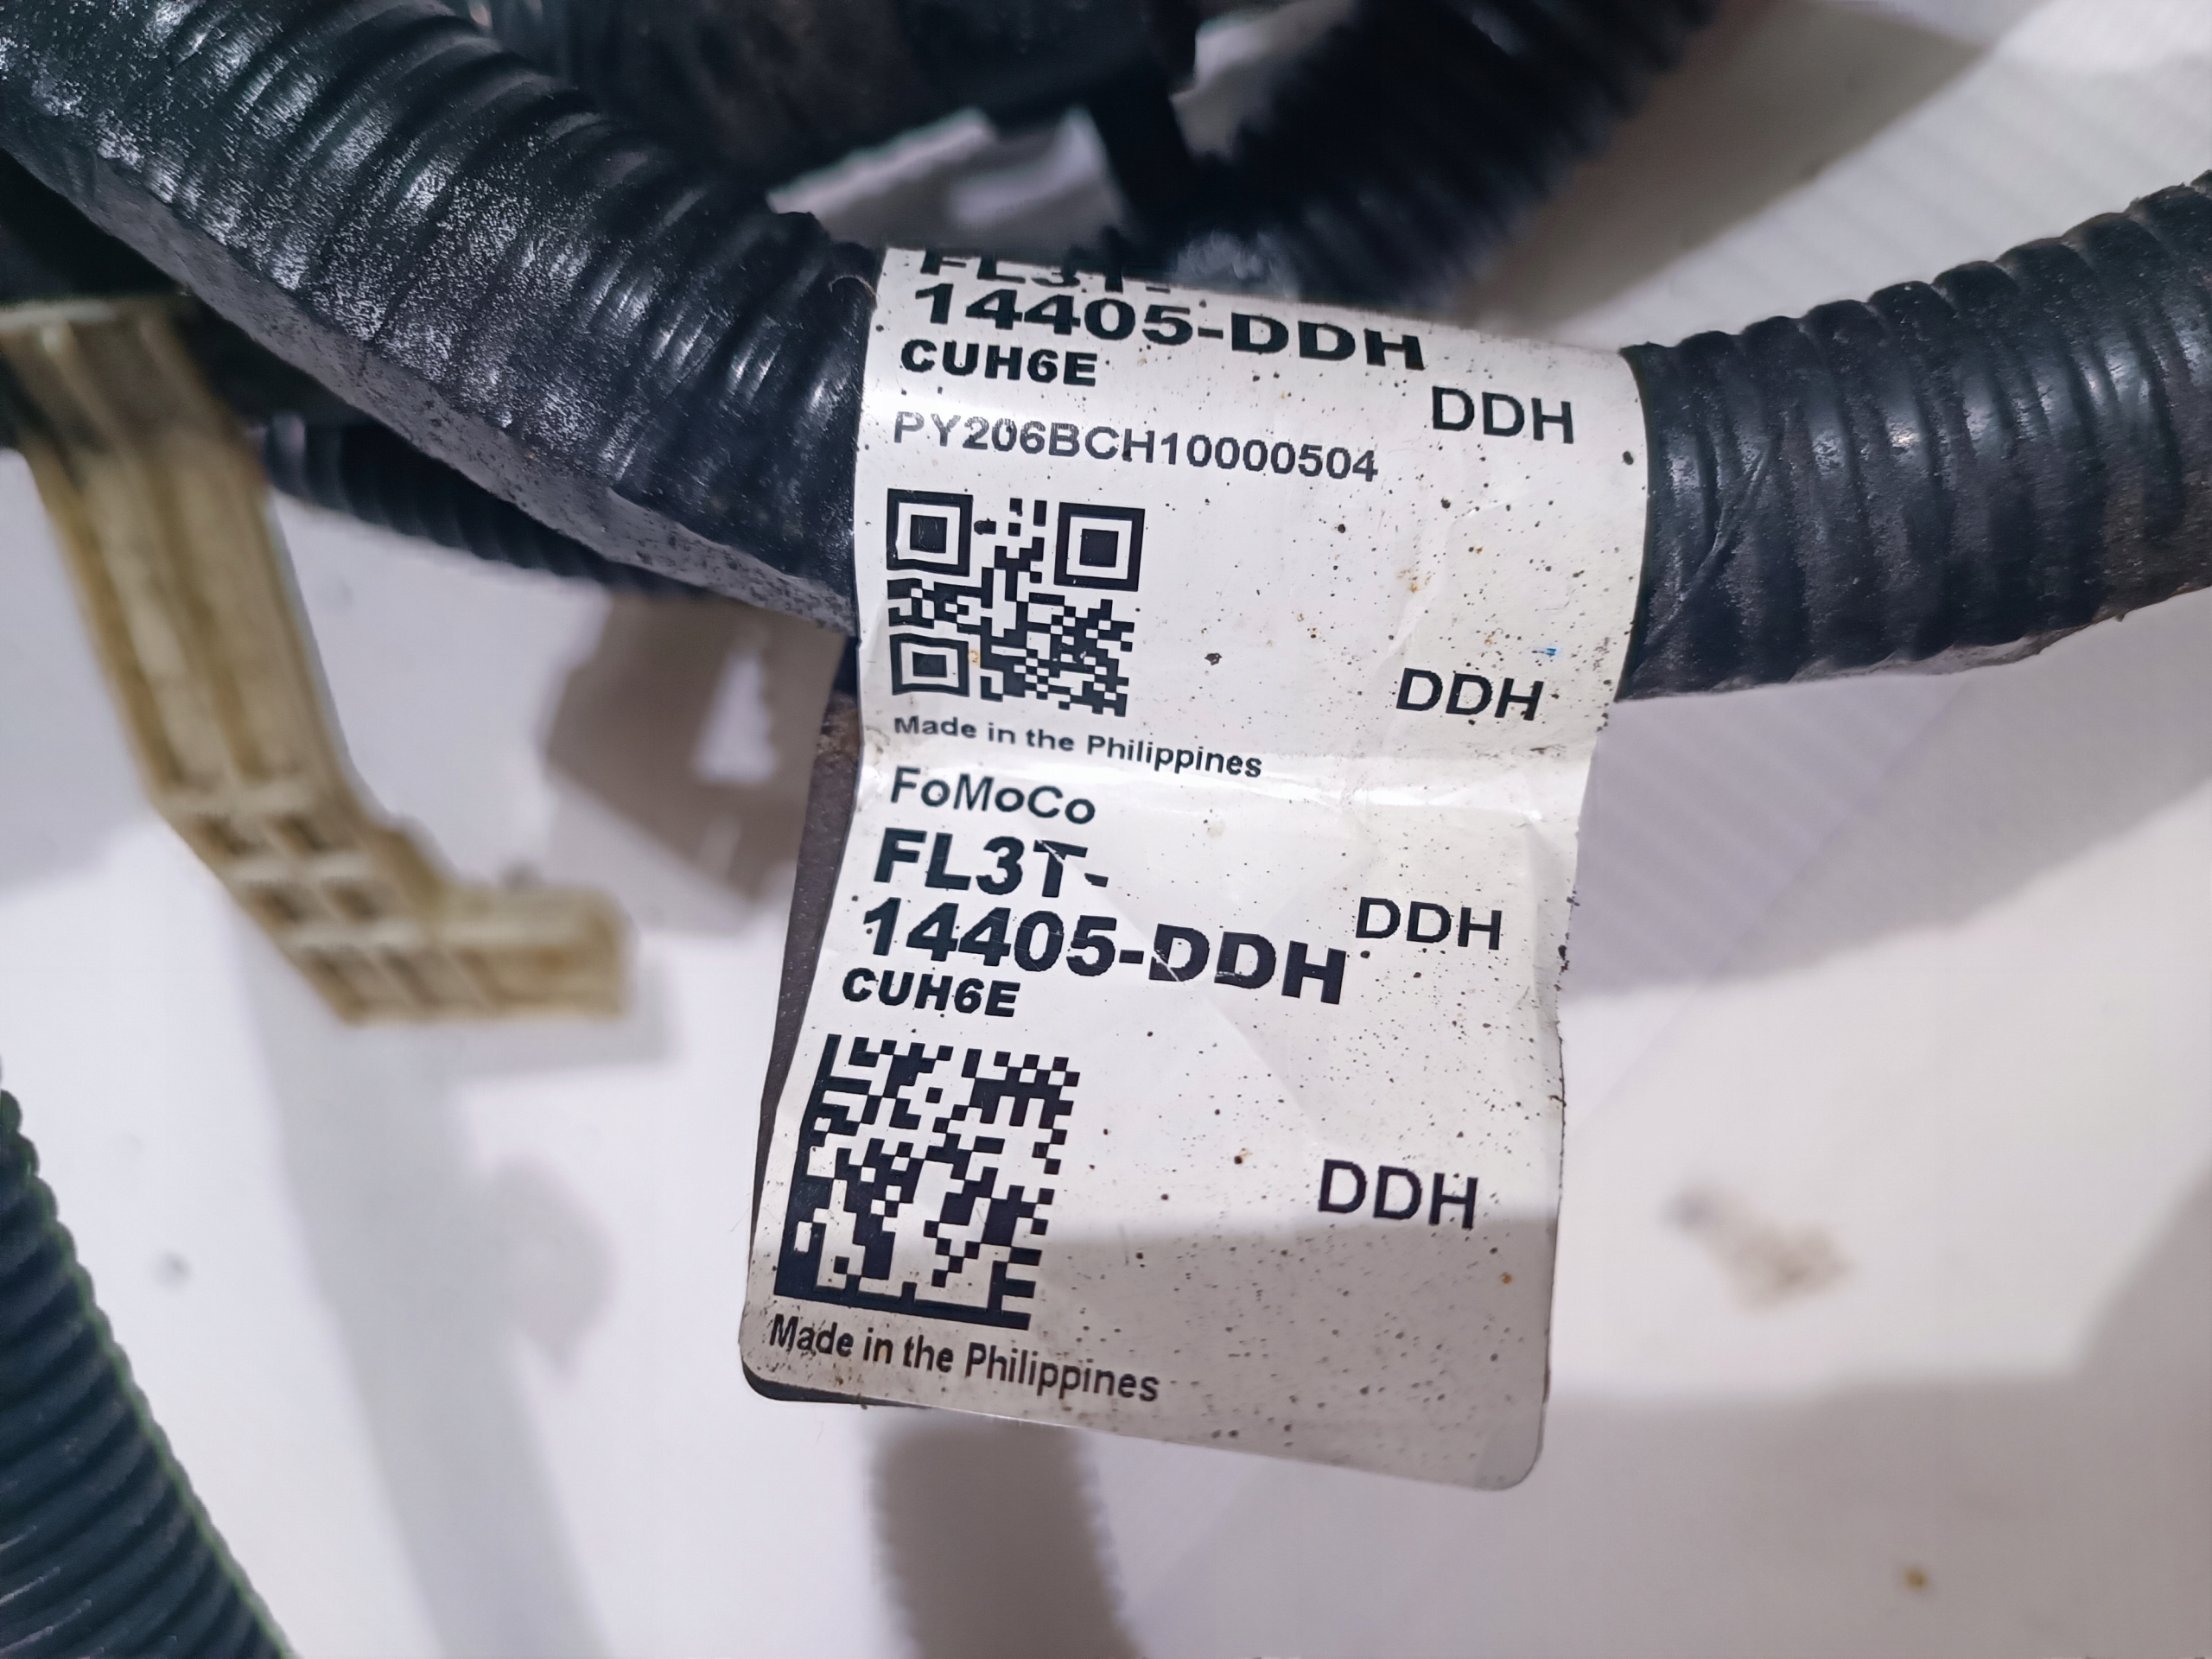 FL3T-
14405-DDH
CUH6E
DDH
PY206BCH10000504
DDH
Made in the Philippines
FoMoCo
FL3T-
14405-DDH
DDH
CUH6E
DDH
Made in the Philippines